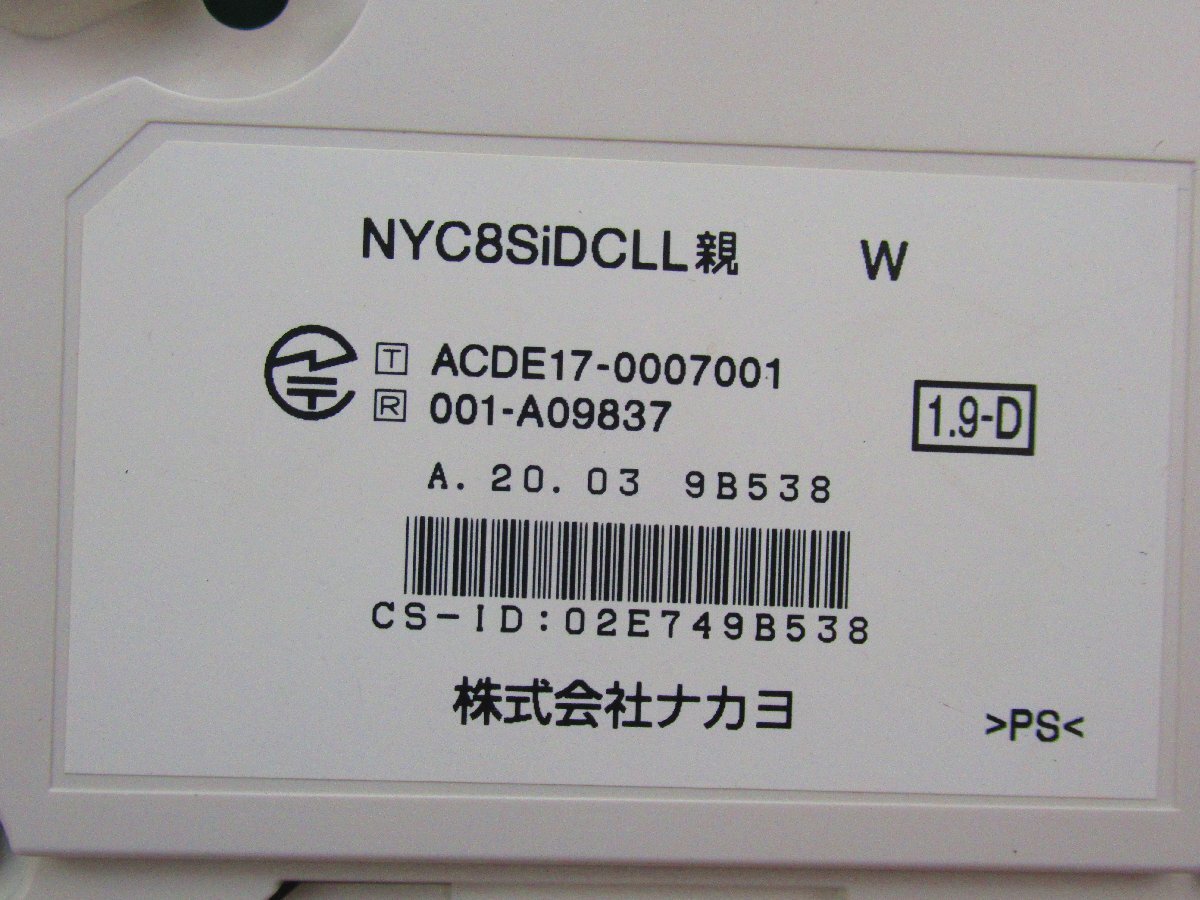 NYC8SiDCLL親 W
T ACDE17-0007001
R 001-A09837
1.9-D
A. 20. 03 9B538
CS-ID:02E749B538
株式会社ナカヨ
>PS<